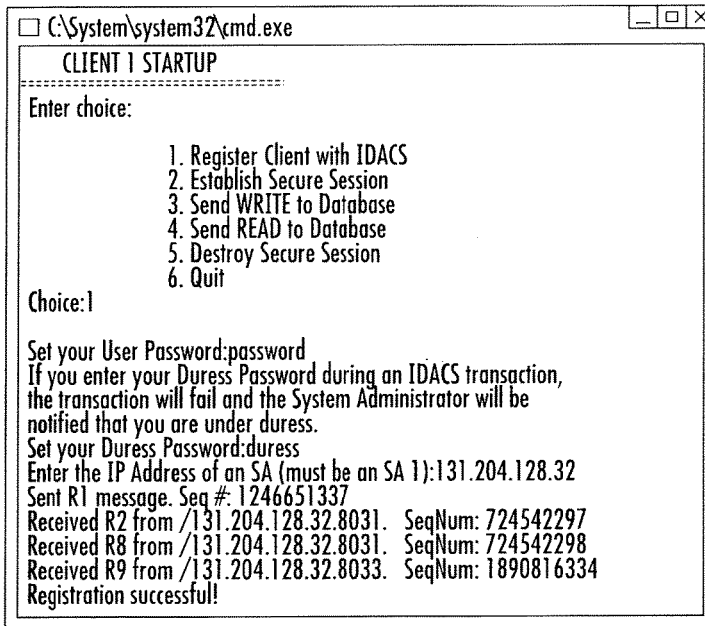 C:\System\system32\cmd.exe
CLIENT 1 STARTUP
Enter choice:
1. Register Client with IDACS
2. Establish Secure Session
3. Send WRITE to Database
4. Send READ to Database
5. Destroy Secure Session
6. Quit
Choice:1
Set your User Password:password
If you enter your Duress Password during an IDACS transaction,
the transaction will fail and the System Administrator will be
notified that you are under duress.
Set your Duress Password:duress
Enter the IP Address of an SA (must be an SA 1):131.204.128.32
Sent R1 message. Seq #: 1246651337
Received R2 from /131.204.128.32.8031. SeqNum: 724542297
Received R8 from /131.204.128.32.8031. SeqNum: 724542298
Received R9 from /131.204.128.32.8033. SeqNum: 1890816334
Registration successful!